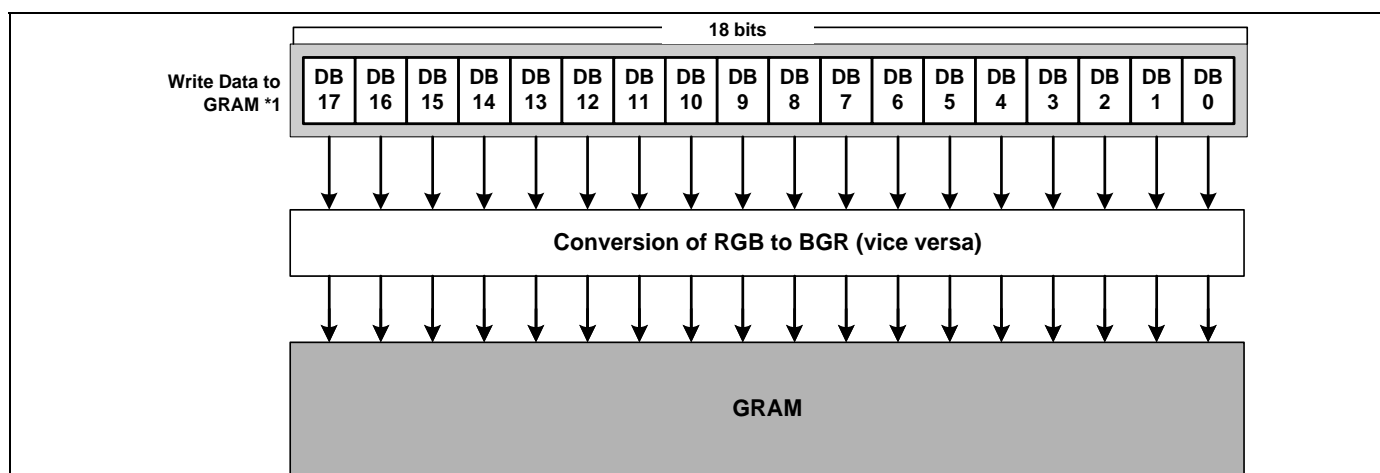 18 bits
Write Data to
GRAM *1
DB DB DB DB DB DB DB DB DB DB DB DB DB DB DB DB DB DB
17 16 15 14 13 12 11 10 9 8 7 6 5 4 3 2 1 0
Conversion of RGB to BGR (vice versa)
GRAM